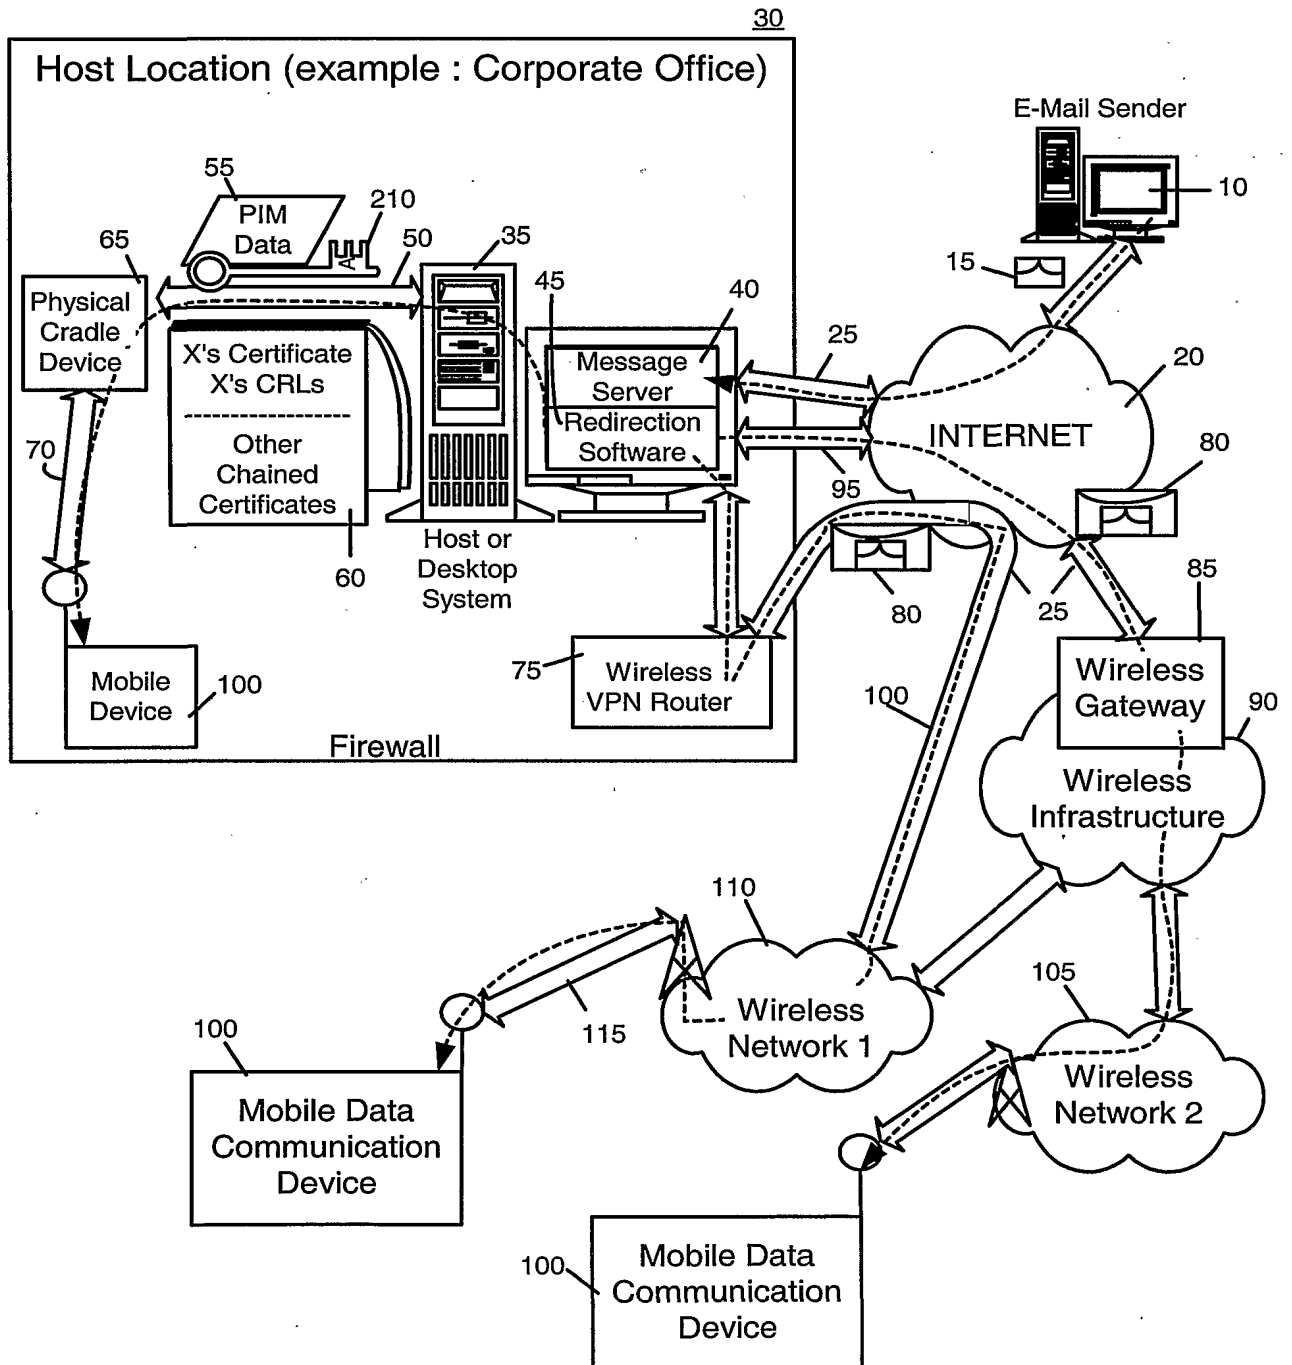 30
Host Location (example : Corporate Office)
E-Mail Sender
10
15
55
PIM
Data
210
65
50
35
45
40
Physical
Cradle
Device
X's Certificate
X's CRLs
Other
Chained
Certificates
60
70
Message
Server
Redirection
Software
25
20
INTERNET
95
80
80
25
Host or
Desktop
System
85
Mobile
Device
100
75
Wireless
VPN Router
Firewall
100
Wireless
Gateway
90
Wireless
Infrastructure
110
115
Wireless
Network 1
105
Wireless
Network 2
100
Mobile Data
Communication
Device
100
Mobile Data
Communication
Device